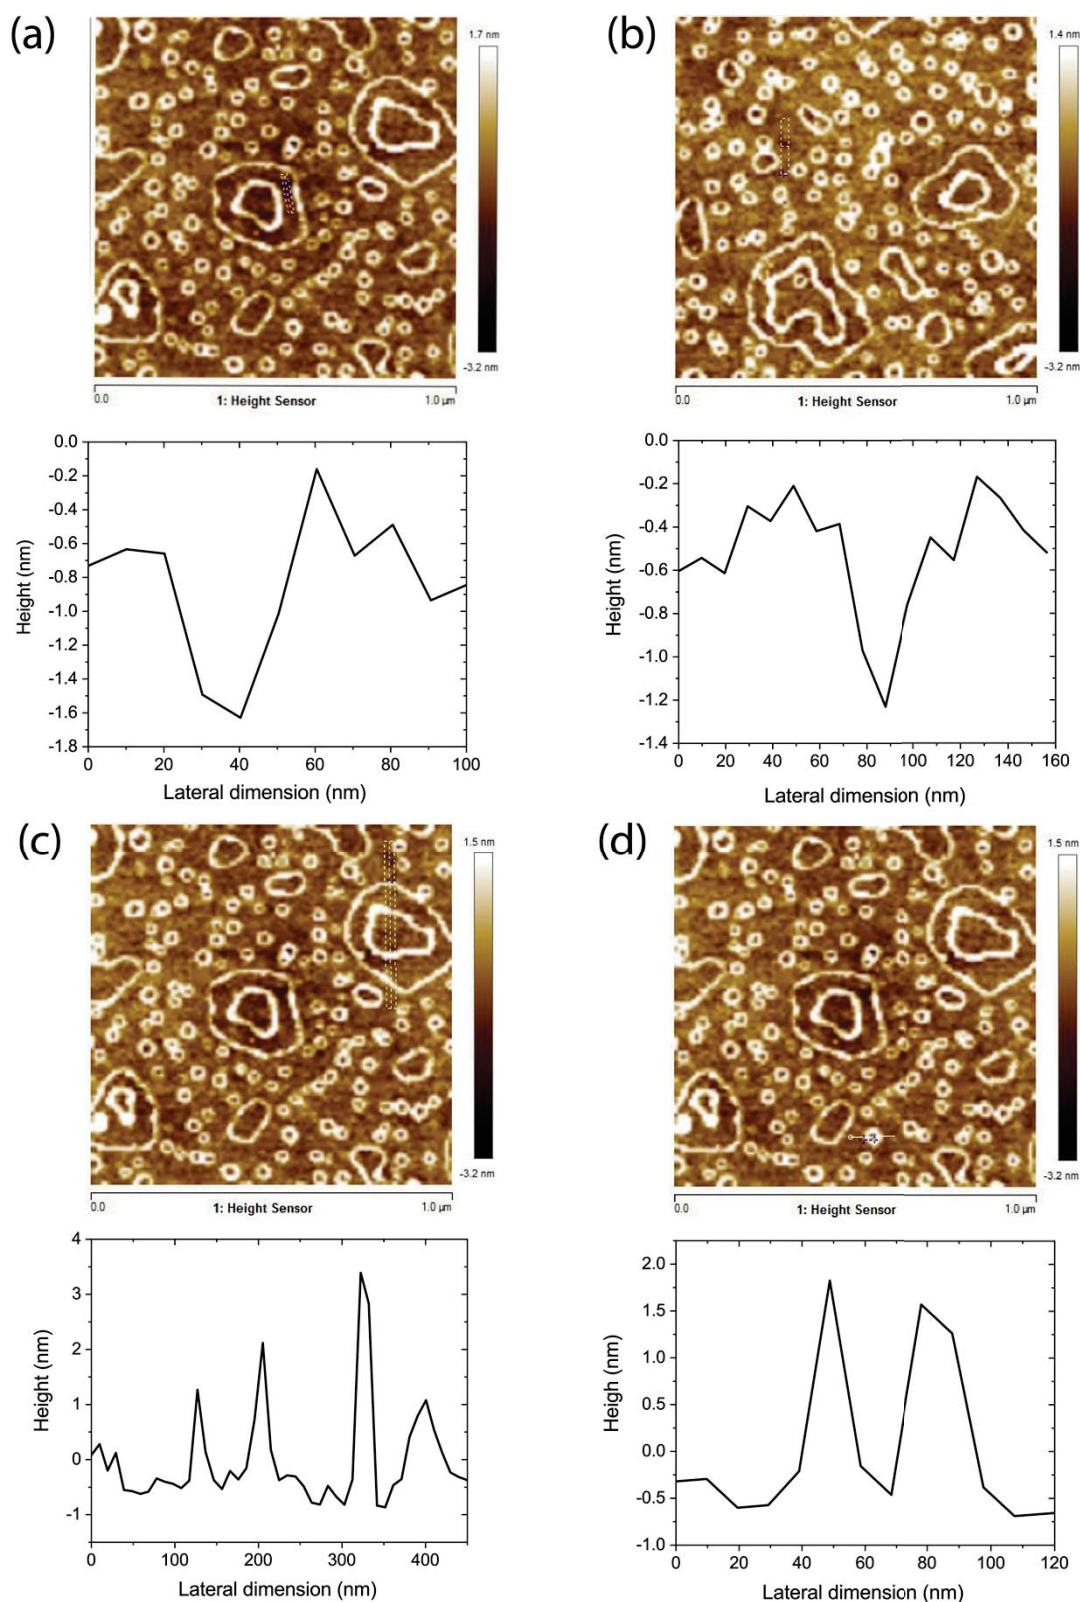 (a)
1.7 nm
-3.2 nm
0.0
1.0 µm
1: Height Sensor
0.0
-0.2
-0.4
-0.6
-0.8
-1.0
-1.2
-1.4
-1.6
-1.8
Height (nm)
0 20 40 60 80 100
Lateral dimension (nm)
(b)
1.4 nm
-3.2 nm
0.0
1.0 µm
1: Height Sensor
0.0
-0.2
-0.4
-0.6
-0.8
-1.0
-1.2
-1.4
Height (nm)
0 20 40 60 80 100 120 140 160
Lateral dimension (nm)
(c)
1.5 nm
-3.2 nm
0.0
1.0 µm
1: Height Sensor
4
3
2
1
0
-1
Height (nm)
0 100 200 300 400
Lateral dimension (nm)
(d)
1.5 nm
-3.2 nm
0.0
1.0 µm
1: Height Sensor
2.0
1.5
1.0
0.5
0.0
-0.5
-1.0
Heigh (nm)
0 20 40 60 80 100 120
Lateral dimension (nm)